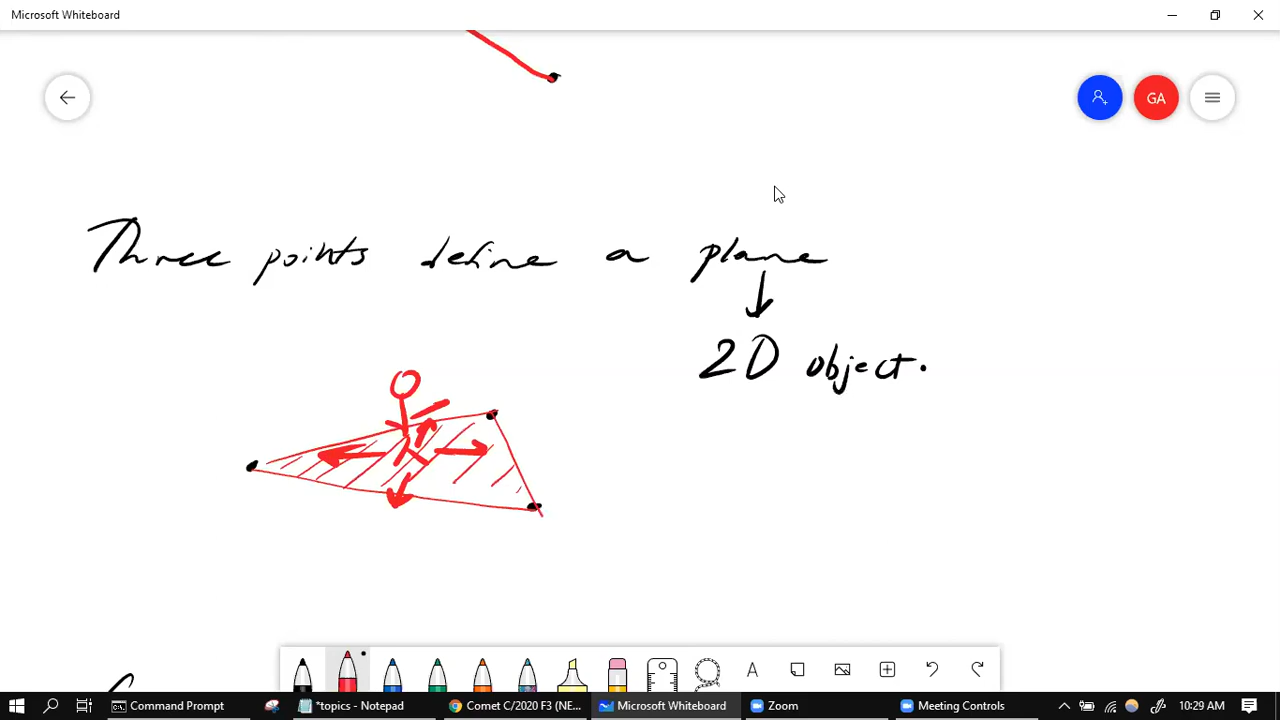 Microsoft Whiteboard
GA
Three points define a plane
2D object.
A
Command Prompt
*topics - Notepad
Comet C/2020 F3 (NE...
Microsoft Whiteboard
Zoom
Meeting Controls
10:29 AM